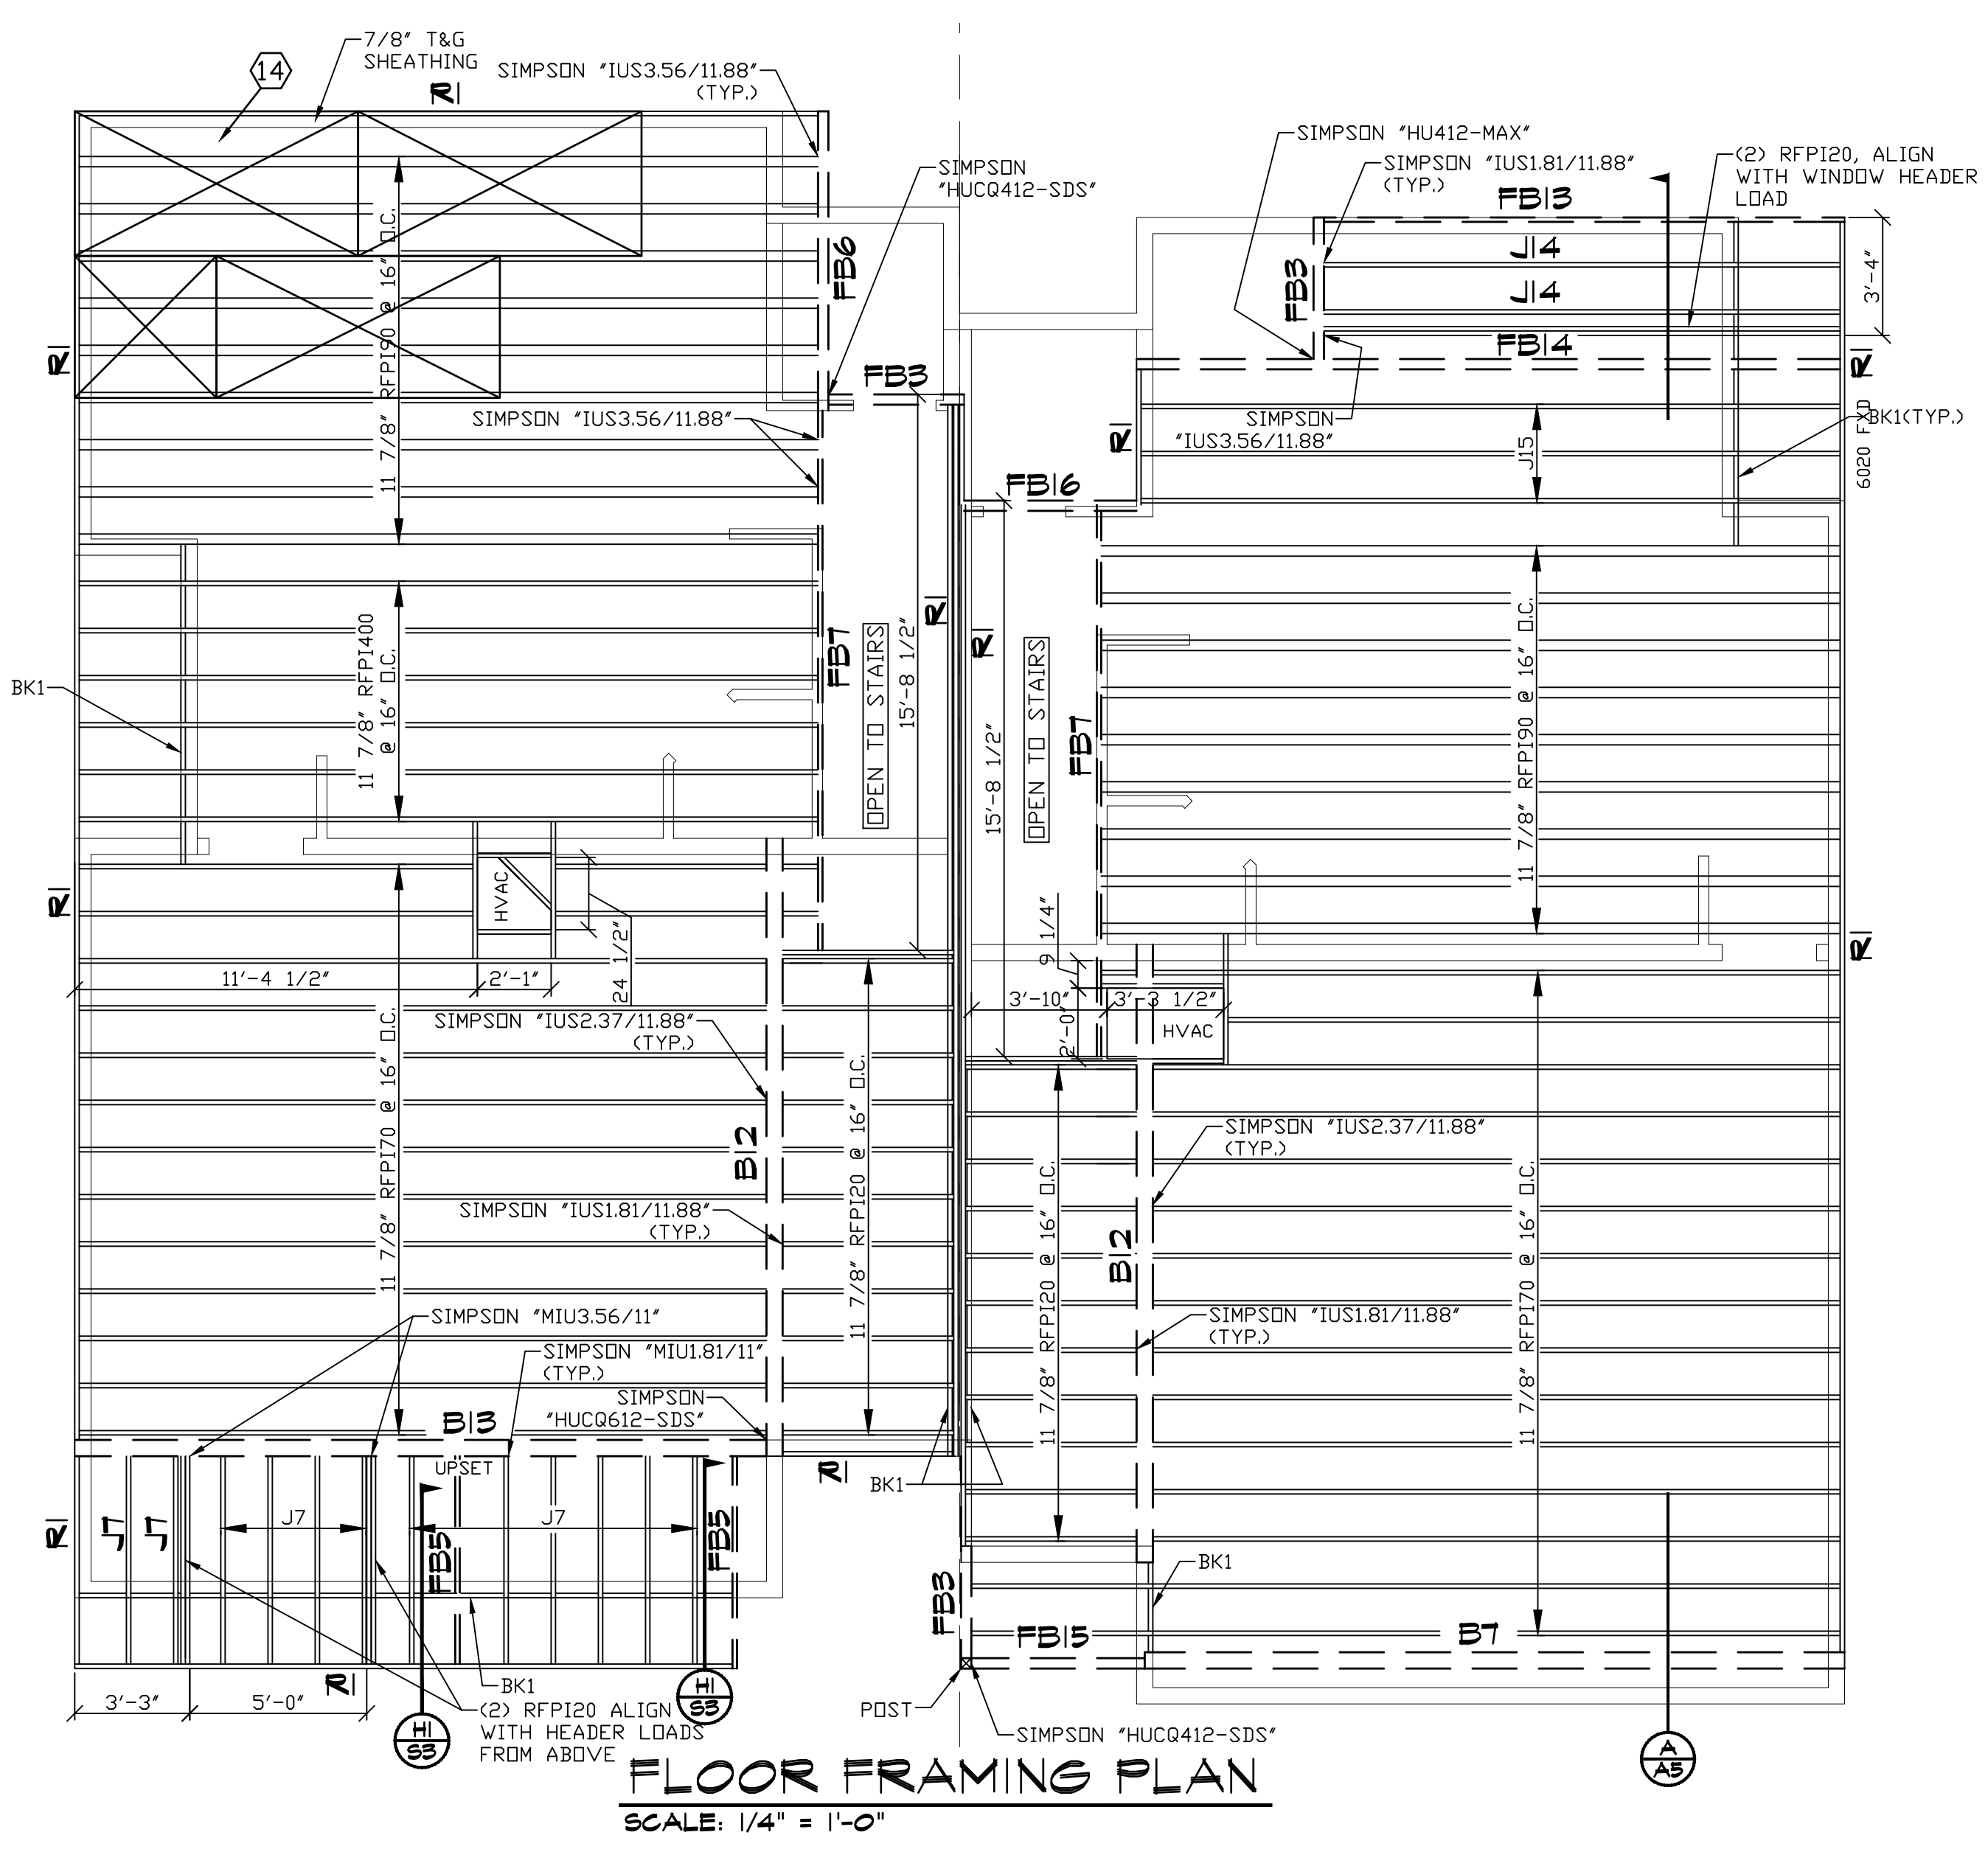 7/8" T&G
SHEATHING
14
R1
SIMPSON "IUS3.56/11.88"
(TYP.)
SIMPSON
"HUCQ412-SDS"
SIMPSON "HU412-MAX"
SIMPSON "IUS1.81/11.88"
(TYP.)
(2) RFPI20, ALIGN
WITH WINDOW HEADER
LOAD
FB13
J14
J14
FB3
FB14
3'-4"
R1
11 7/8" RFPI90 @ 16" O.C.
FB6
R1
FB3
SIMPSON "IUS3.56/11.88"
SIMPSON
"IUS3.56/11.88"
R1
J15
BK1(TYP.)
6020 FXD
FB16
11 7/8" RFPI400
@ 16" O.C.
BK1
FB7
OPEN TO STAIRS
15'-8 1/2"
R1
R1
OPEN TO STAIRS
15'-8 1/2"
FB7
11 7/8" RFPI90 @ 16" O.C.
R1
HVAC
24 1/2"
11'-4 1/2"
2'-1"
R1
9 1/4"
3'-10"
3'-3 1/2"
2'-0"
HVAC
SIMPSON "IUS2.37/11.88"
(TYP.)
11 7/8" RFPI70 @ 16" O.C.
B12
11 7/8" RFPI20 @ 16" O.C.
SIMPSON "IUS1.81/11.88"
(TYP.)
SIMPSON "IUS2.37/11.88"
(TYP.)
11 7/8" RFPI20 @ 16" O.C.
B12
11 7/8" RFPI70 @ 16" O.C.
SIMPSON "IUS1.81/11.88"
(TYP.)
SIMPSON "MIU3.56/11"
SIMPSON "MIU1.81/11"
(TYP.)
SIMPSON
"HUCQ612-SDS"
B13
UPSET
R1
BK1
R1
J7
J7
J7
J7
FB5
FB5
BK1
FB3
FB15
B7
R1
BK1
3'-3"
5'-0"
(2) RFPI20 ALIGN
WITH HEADER LOADS
FROM ABOVE
H1
S3
H1
S3
POST
SIMPSON "HUCQ412-SDS"
A
A5
FLOOR FRAMING PLAN
SCALE: 1/4" = 1'-0"